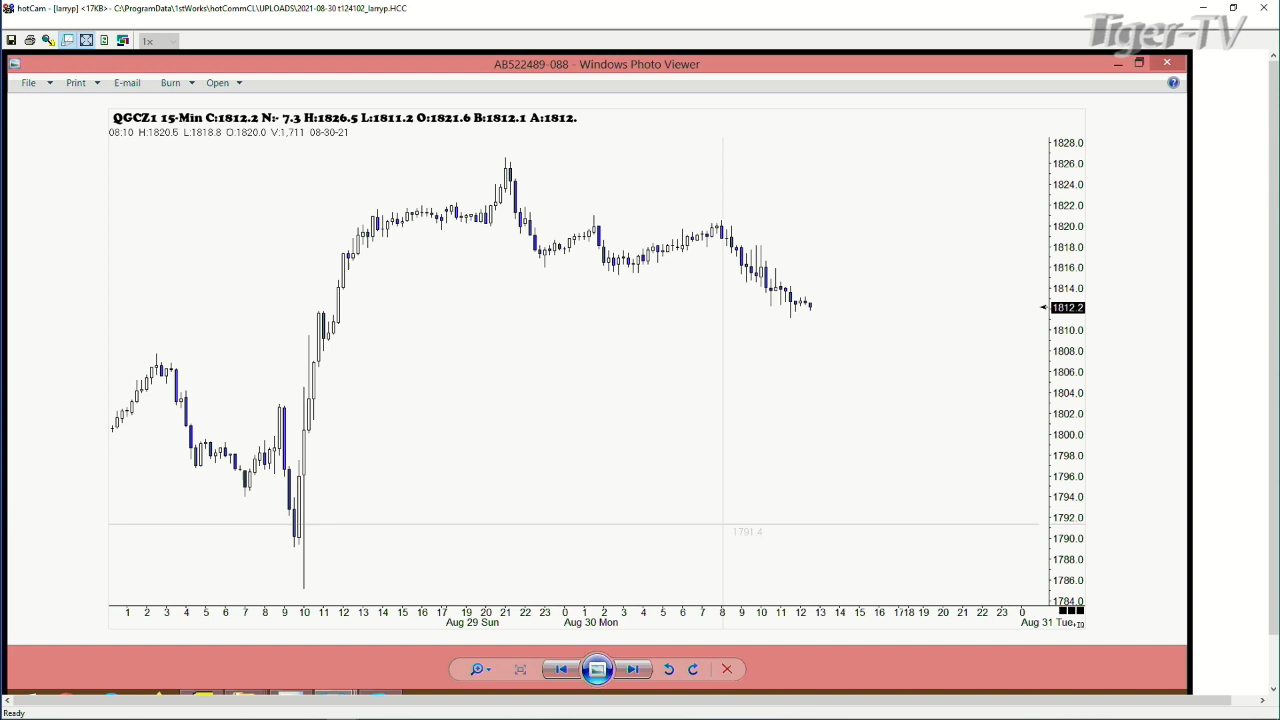 hotCam - [larryp] <17KB> - C:\ProgramData\1stWorks\hotCommCL\UPLOADS\2021-08-30 t124102_larryp.HCC
Tiger-TV
1x
AB522489-088 - Windows Photo Viewer
File Print E-mail Burn Open
QGCZ1 15-Min C:1812.2 N:- 7.3 H:1826.5 L:1811.2 O:1821.6 B:1812.1 A:1812.
08:10 H:1820.5 L:1818.8 O:1820.0 V:1,711 08-30-21
1828.0
1826.0
1824.0
1822.0
1820.0
1818.0
1816.0
1814.0
1812.2
1810.0
1808.0
1806.0
1804.0
1802.0
1800.0
1798.0
1796.0
1794.0
1792.0
1791.4
1790.0
1788.0
1786.0
1784.0
1 2 3 4 5 6 7 8 9 10 11 12 13 14 15 16 17 19 20 21 22 23 0 1 2 3 4 5 6 7 8 9 10 11 12 13 14 15 16 17 18 19 20 21 22 23 0
Aug 29 Sun Aug 30 Mon Aug 31 Tue
Ready